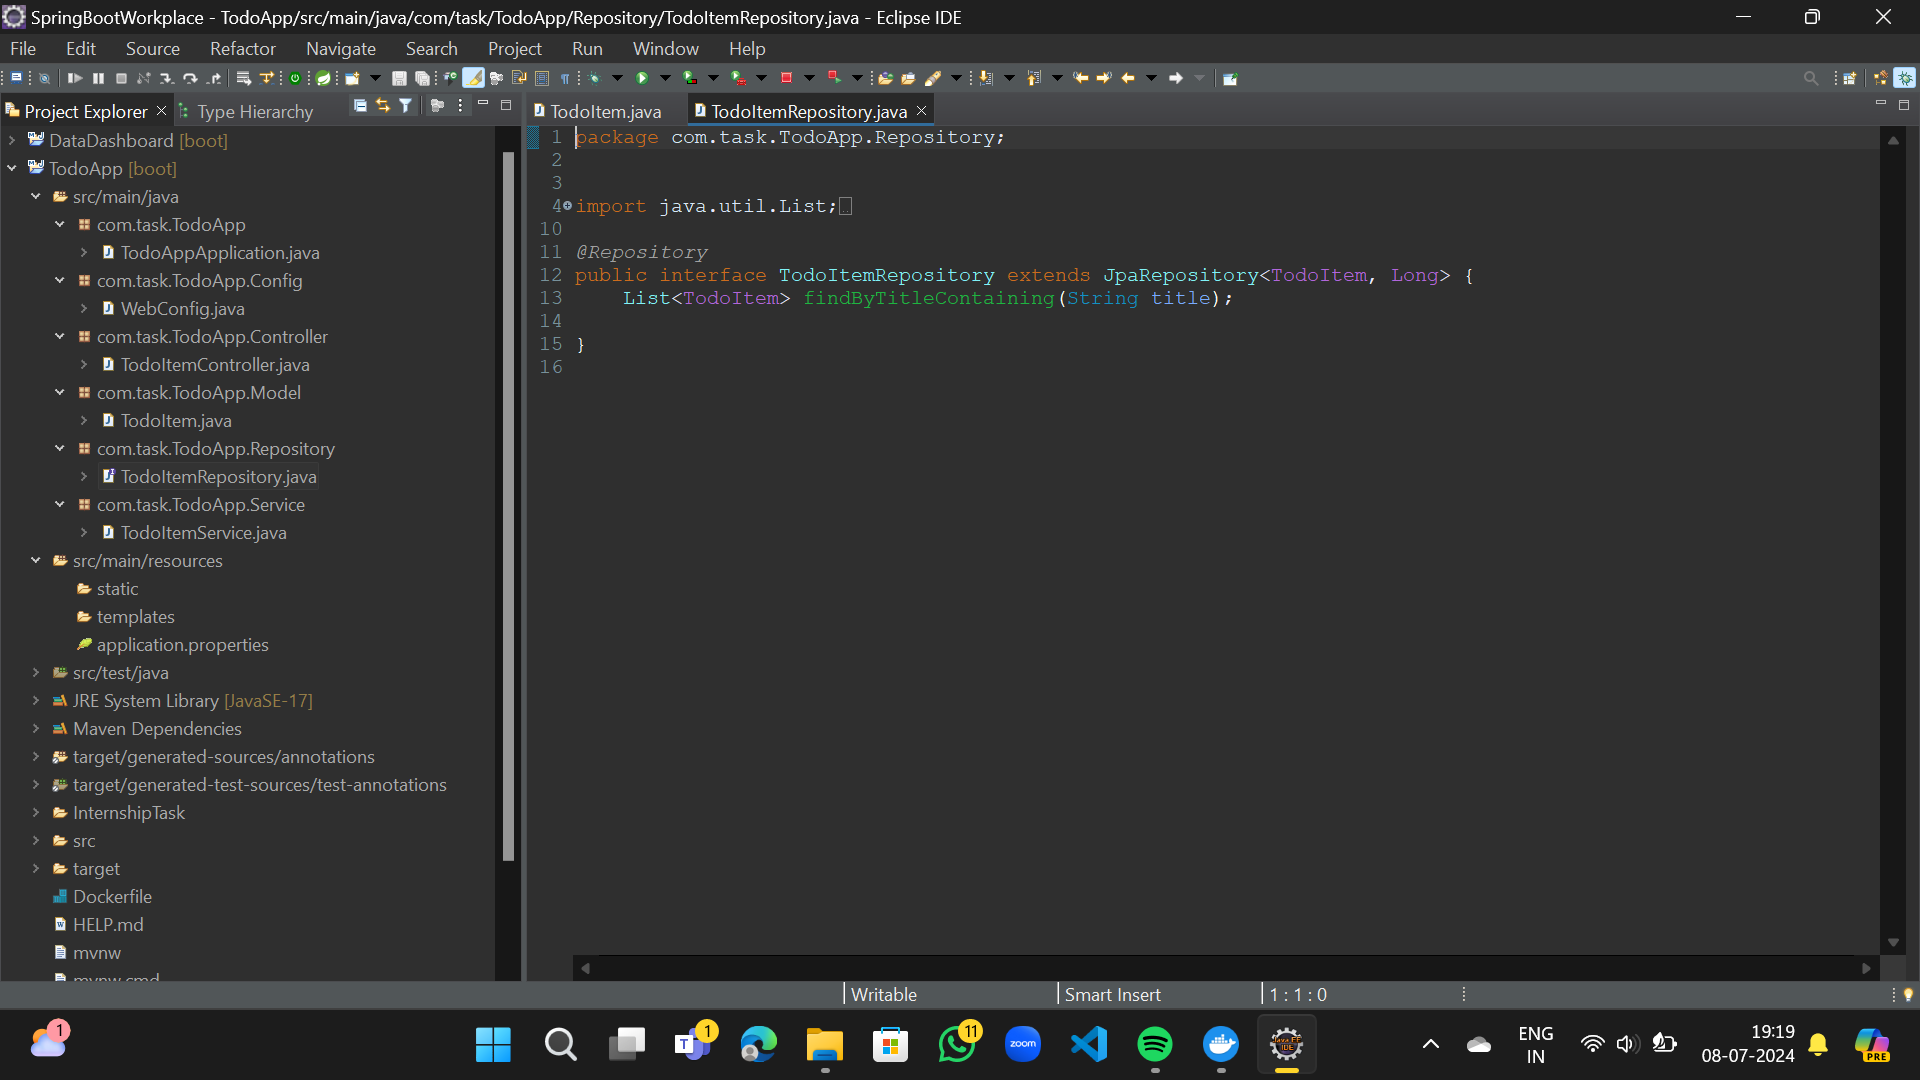 SpringBootWorkplace - TodoApp/src/main/java/com/task/TodoApp/Repository/TodoItemRepository.java - Eclipse IDE
File Edit Source Refactor Navigate Search Project Run Window Help
Project Explorer Type Hierarchy
DataDashboard [boot]
TodoApp [boot]
src/main/java
com.task.TodoApp
TodoAppApplication.java
com.task.TodoApp.Config
WebConfig.java
com.task.TodoApp.Controller
TodoItemController.java
com.task.TodoApp.Model
TodoItem.java
com.task.TodoApp.Repository
TodoItemRepository.java
com.task.TodoApp.Service
TodoItemService.java
src/main/resources
static
templates
application.properties
src/test/java
JRE System Library [JavaSE-17]
Maven Dependencies
target/generated-sources/annotations
target/generated-test-sources/test-annotations
InternshipTask
src
target
Dockerfile
HELP.md
mvnw
mvnw.cmd
TodoItem.java TodoItemRepository.java
1 package com.task.TodoApp.Repository;
2
3
4 import java.util.List;
10
11 @Repository
12 public interface TodoItemRepository extends JpaRepository<TodoItem, Long> {
13 List<TodoItem> findByTitleContaining(String title);
14
15 }
16
Writable Smart Insert 1 : 1 : 0
1
1
11
zoom
Java EE
IDE
ENG
IN
19:19
08-07-2024
PRE